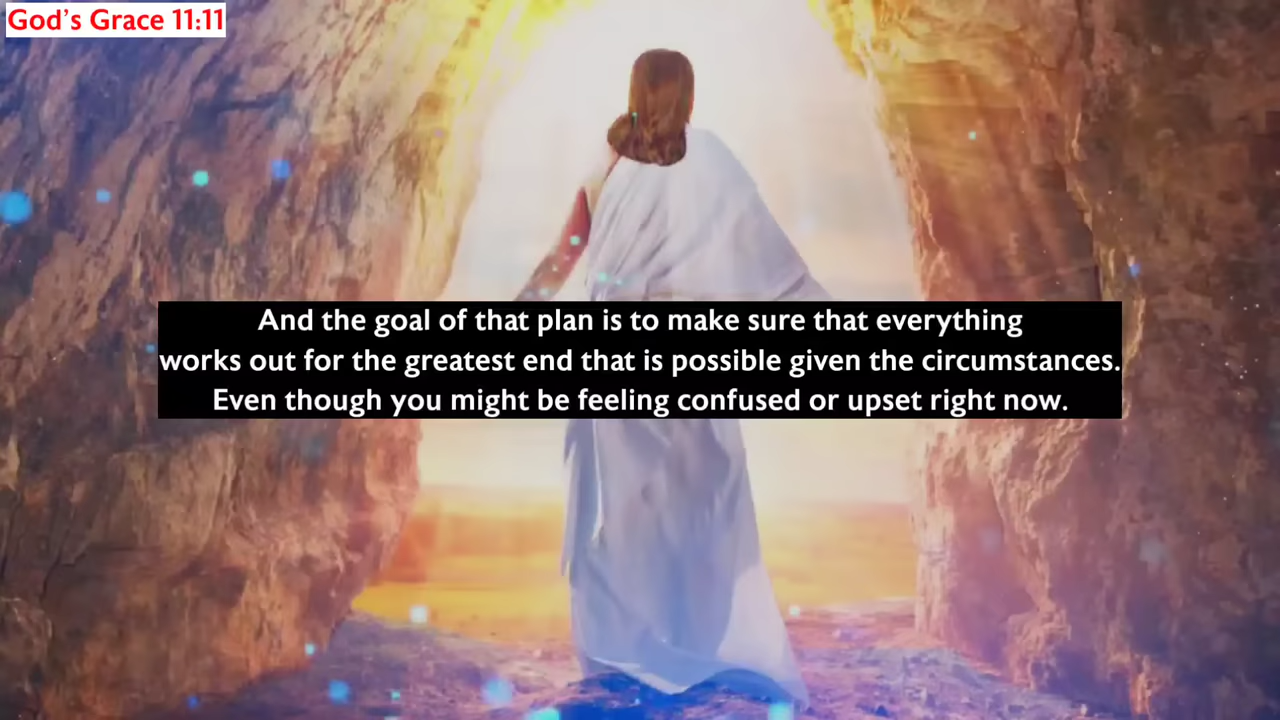 God's Grace 11:11
And the goal of that plan is to make sure that everything
works out for the greatest end that is possible given the circumstances.
Even though you might be feeling confused or upset right now.